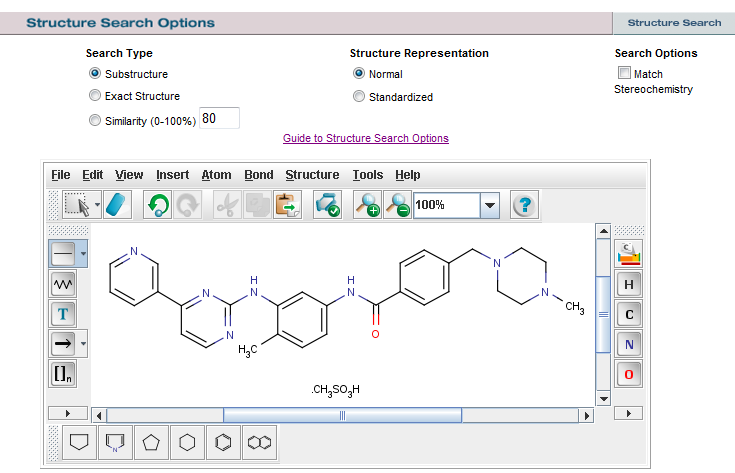 Structure Search Options
Structure Search
Search Type
Structure Representation
Search Options
Substructure
Normal
Match
Stereochemistry
Exact Structure
Standardized
Similarity (0-100%) 80
Guide to Structure Search Options
File Edit View Insert Atom Bond Structure Tools Help
100%
?
T
[]n
C
H
C
N
O
N
N
N
H
N
H
N
O
N
N
CH3
H3C
.CH3SO3H
N